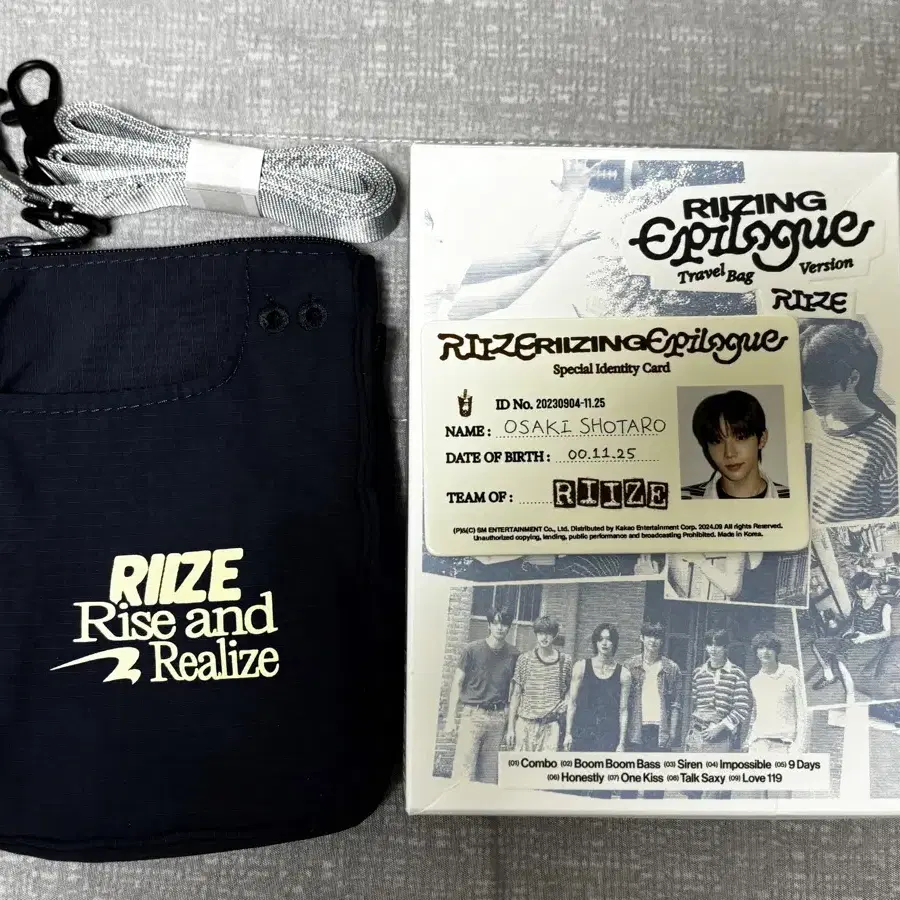 RIIZE
Rise and
Realize
RIIZING
Epilogue
Travel Bag Version
RIIZE
RIIZE RIIZING Epilogue
Special Identity Card
ID No. 20230904-11.25
NAME : OSAKI SHOTARO
DATE OF BIRTH : 00.11.25
TEAM OF : RIIZE
(P)&(C) SM ENTERTAINMENT Co., Ltd. Distributed by Kakao Entertainment Corp. 2024.09 All rights Reserved.
Unauthorized copying, lending, public performance and broadcasting Prohibited. Made in Korea.
(01) Combo (02) Boom Boom Bass (03) Siren (04) Impossible (05) 9 Days
(06) Honestly (07) One Kiss (08) Talk Saxy (09) Love 119